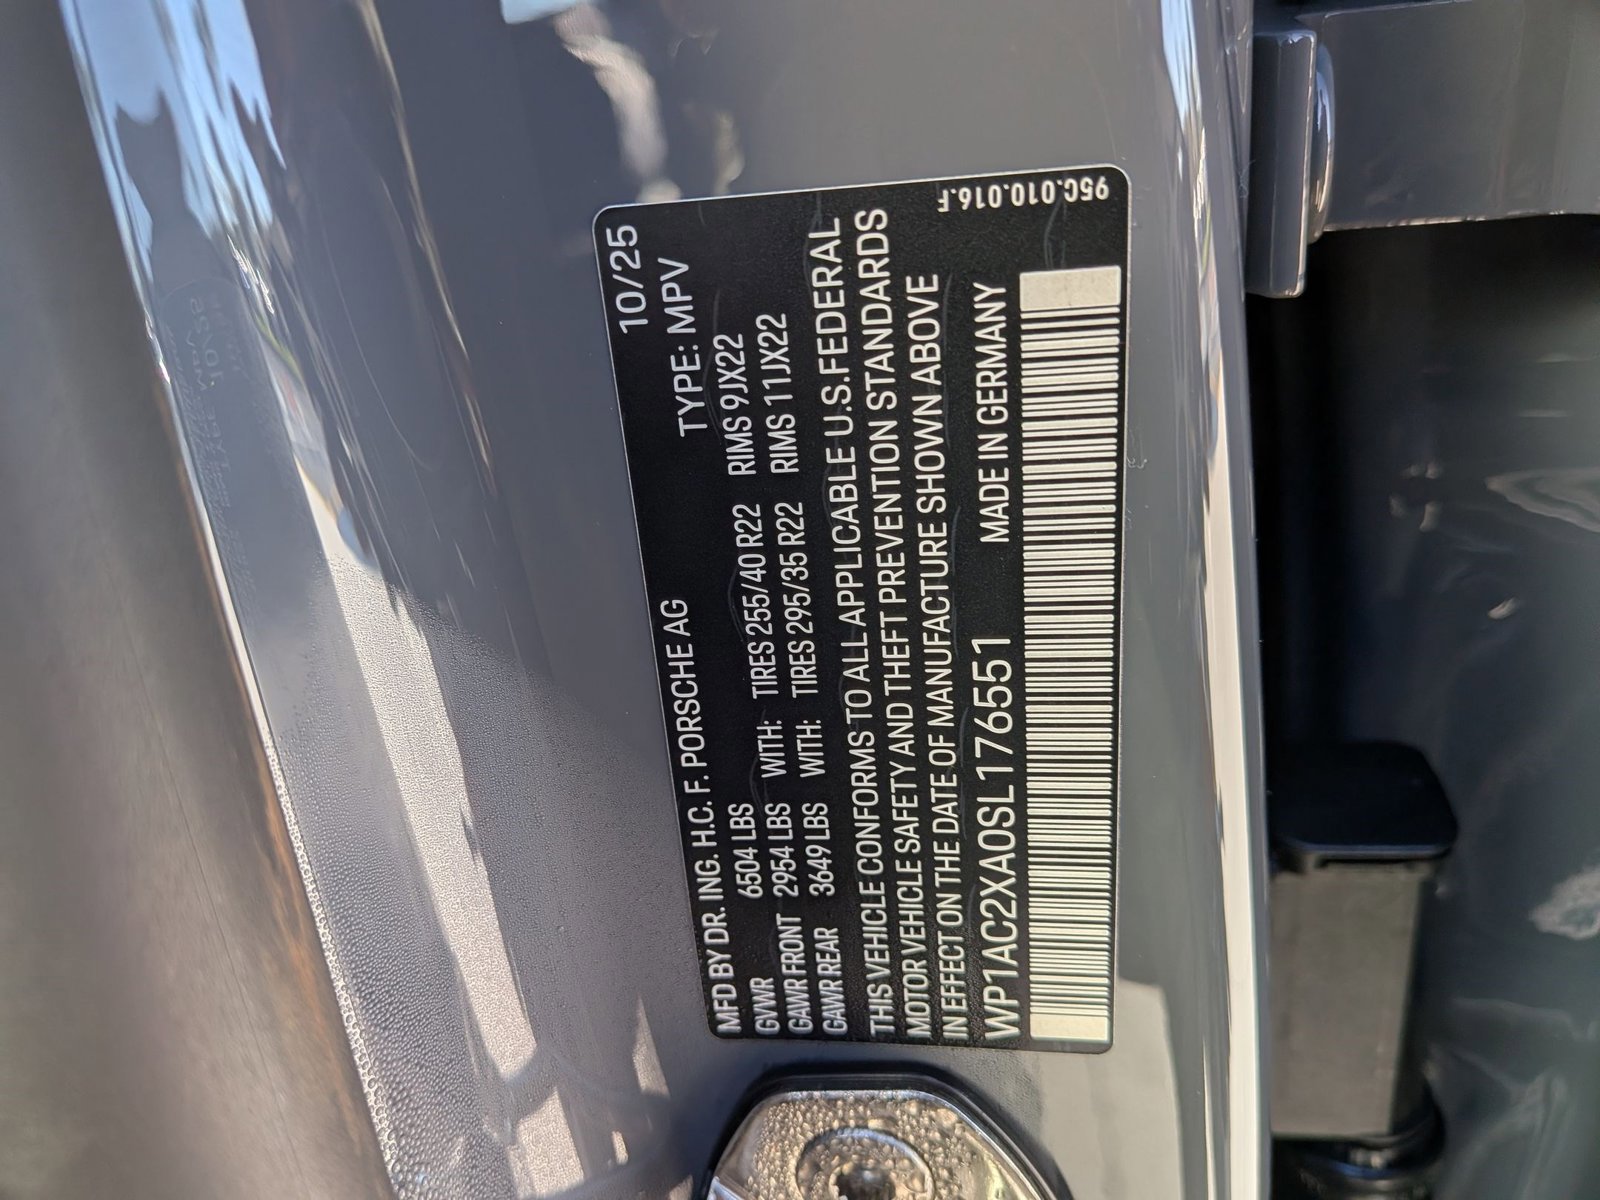 MFD BY DR. ING. H.C. F. PORSCHE AG 10/25
GVWR 6504 LBS TYPE: MPV
GAWR FRONT 2954 LBS WITH: TIRES 255/40 R22 RIMS 9JX22
GAWR REAR 3649 LBS WITH: TIRES 295/35 R22 RIMS 11JX22
THIS VEHICLE CONFORMS TO ALL APPLICABLE U.S.FEDERAL
MOTOR VEHICLE SAFETY AND THEFT PREVENTION STANDARDS
IN EFFECT ON THE DATE OF MANUFACTURE SHOWN ABOVE
WP1AC2XA0SL176551 MADE IN GERMANY
95C.010.016.F